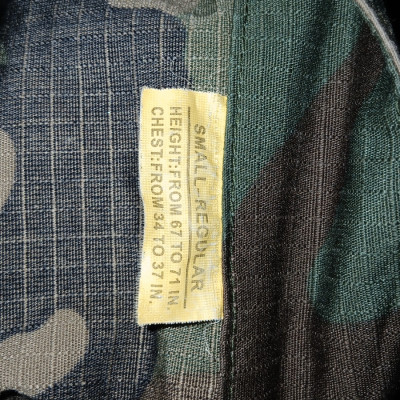 SMALL-REGULAR
HEIGHT:FROM 67 TO 71 IN.
CHEST:FROM 34 TO 37 IN.